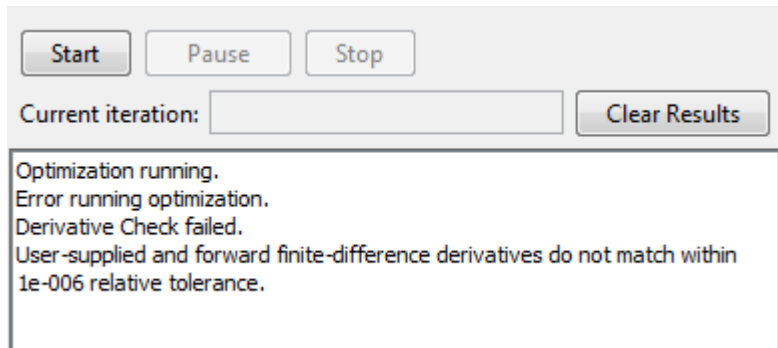 Start Pause Stop
Current iteration: Clear Results
Optimization running.
Error running optimization.
Derivative Check failed.
User-supplied and forward finite-difference derivatives do not match within
1e-006 relative tolerance.